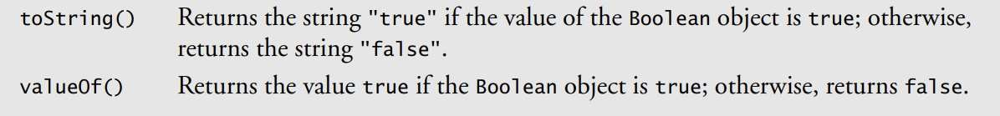 toString() Returns the string "true" if the value of the Boolean object is true; otherwise,
returns the string "false".
valueOf() Returns the value true if the Boolean object is true; otherwise, returns false.